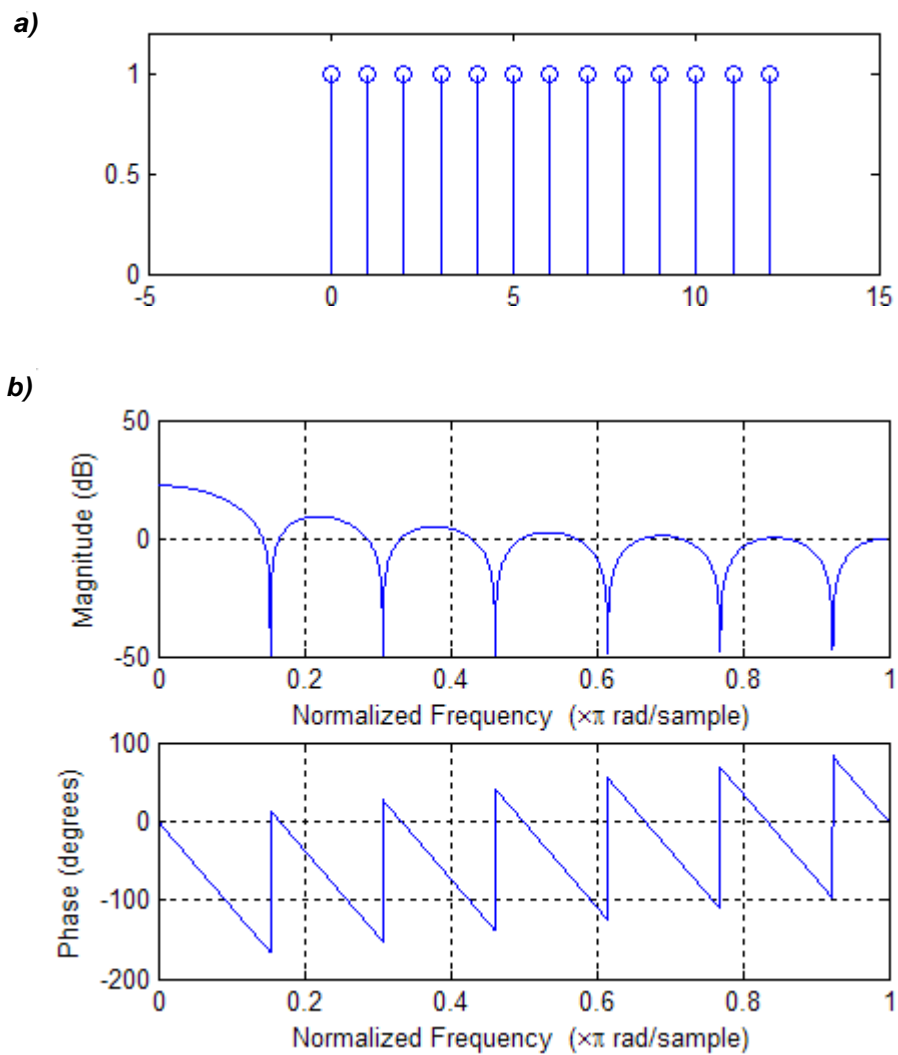 a)
1
0.5
0
-5 0 5 10 15
b)
50
0
-50
Magnitude (dB)
0 0.2 0.4 0.6 0.8 1
Normalized Frequency (×π rad/sample)
100
0
-100
-200
Phase (degrees)
0 0.2 0.4 0.6 0.8 1
Normalized Frequency (×π rad/sample)